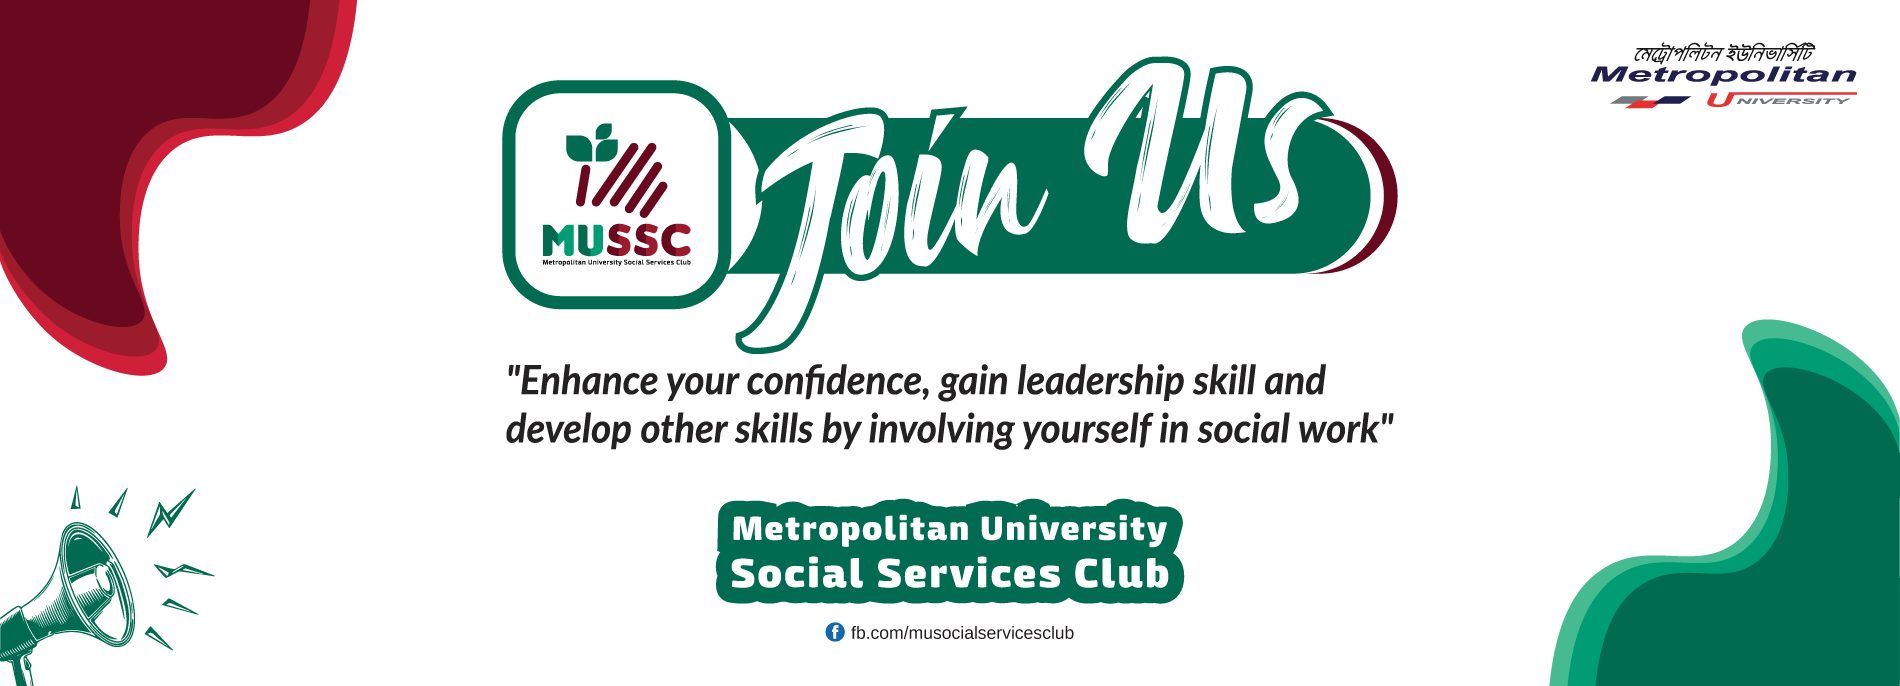 মেট্রোপলিটন ইউনিভার্সিটি
Metropolitan
UNIVERSITY
Join Us
MUSSC
Metropolitan University Social Services Club
"Enhance your confidence, gain leadership skill and
develop other skills by involving yourself in social work"
Metropolitan University
Social Services Club
fb.com/musocialservicesclub